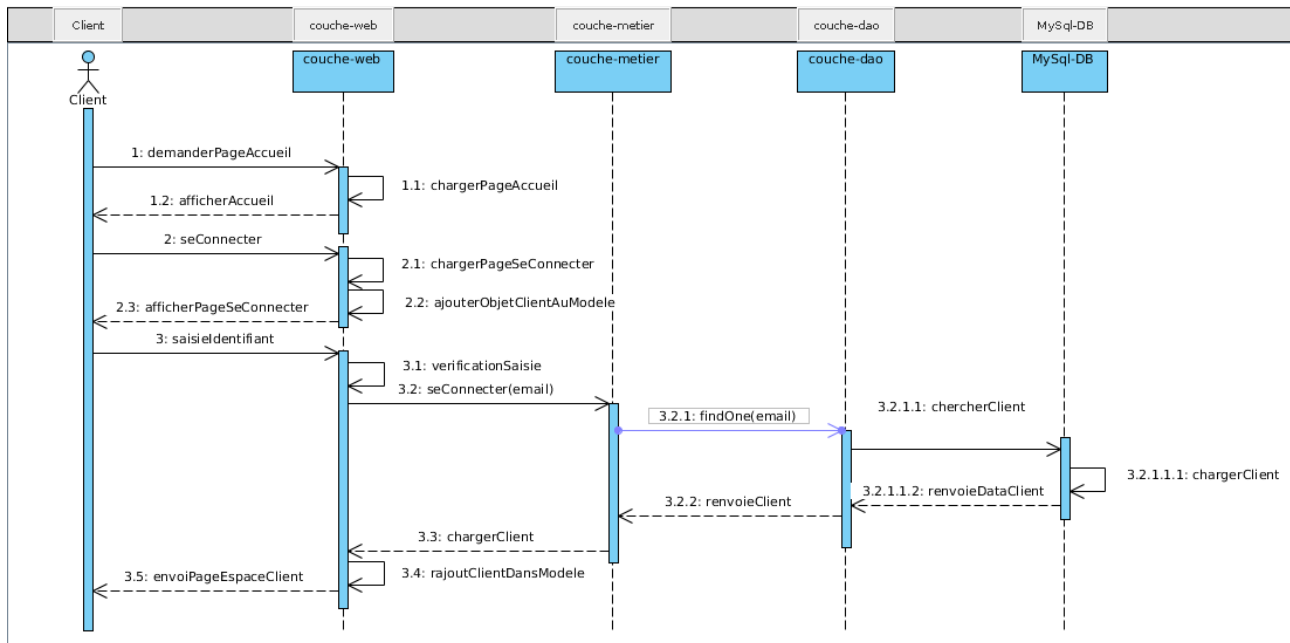 Client
couche-web
couche-metier
couche-dao
MySql-DB
couche-web
couche-metier
couche-dao
MySql-DB
Client
1: demanderPageAccueil
1.1: chargerPageAccueil
1.2: afficherAccueil
2: seConnecter
2.1: chargerPageSeConnecter
2.2: ajouterObjetClientAuModele
2.3: afficherPageSeConnecter
3: saisieIdentifiant
3.1: verificationSaisie
3.2: seConnecter(email)
3.2.1: findOne(email)
3.2.1.1: chercherClient
3.2.1.1.1: chargerClient
3.2.1.1.2: renvoieDataClient
3.2.2: renvoieClient
3.3: chargerClient
3.4: rajoutClientDansModele
3.5: envoiPageEspaceClient